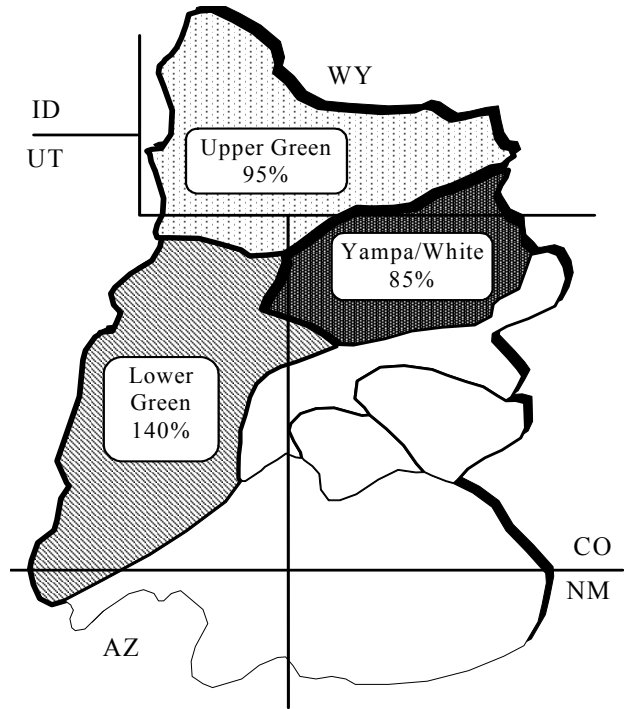 WY
ID
UT
Upper Green
95%
Yampa/White
85%
Lower
Green
140%
CO
NM
AZ